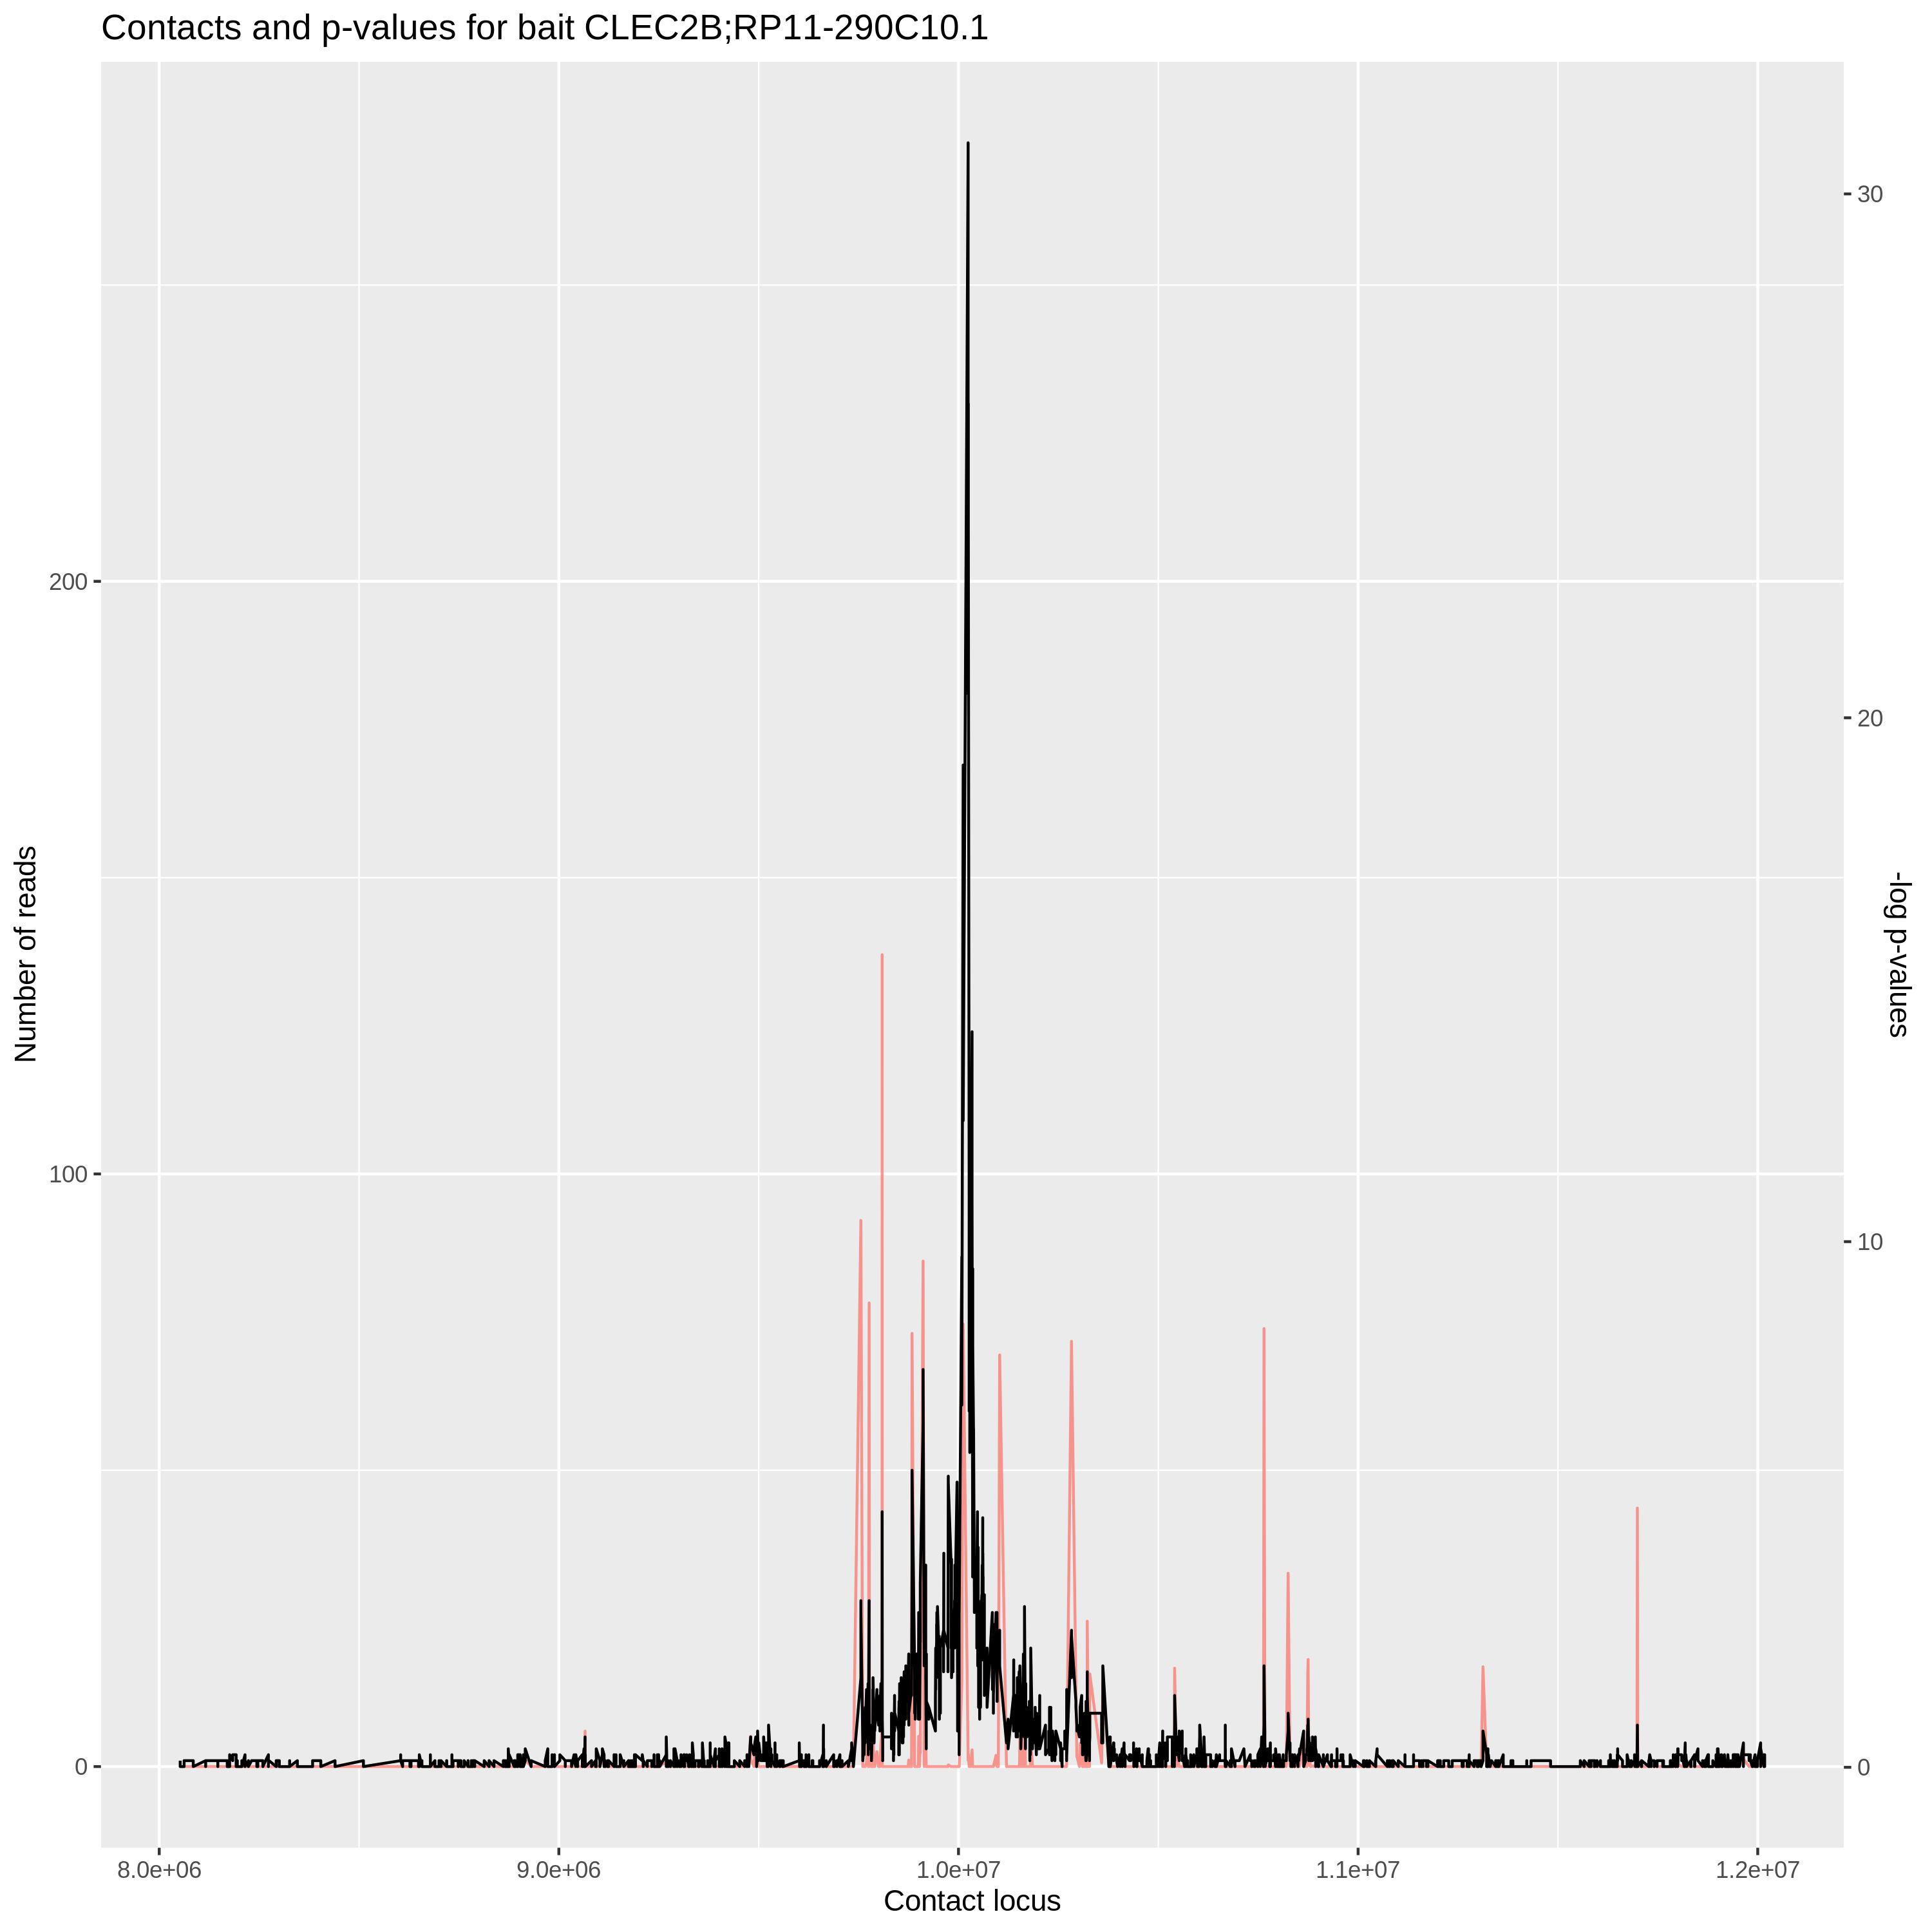 Contacts and p-values for bait CLEC2B;RP11-290C10.1
Number of reads
200
100
0
30
20
10
0
-log p-values
8.0e+06
9.0e+06
1.0e+07
1.1e+07
1.2e+07
Contact locus